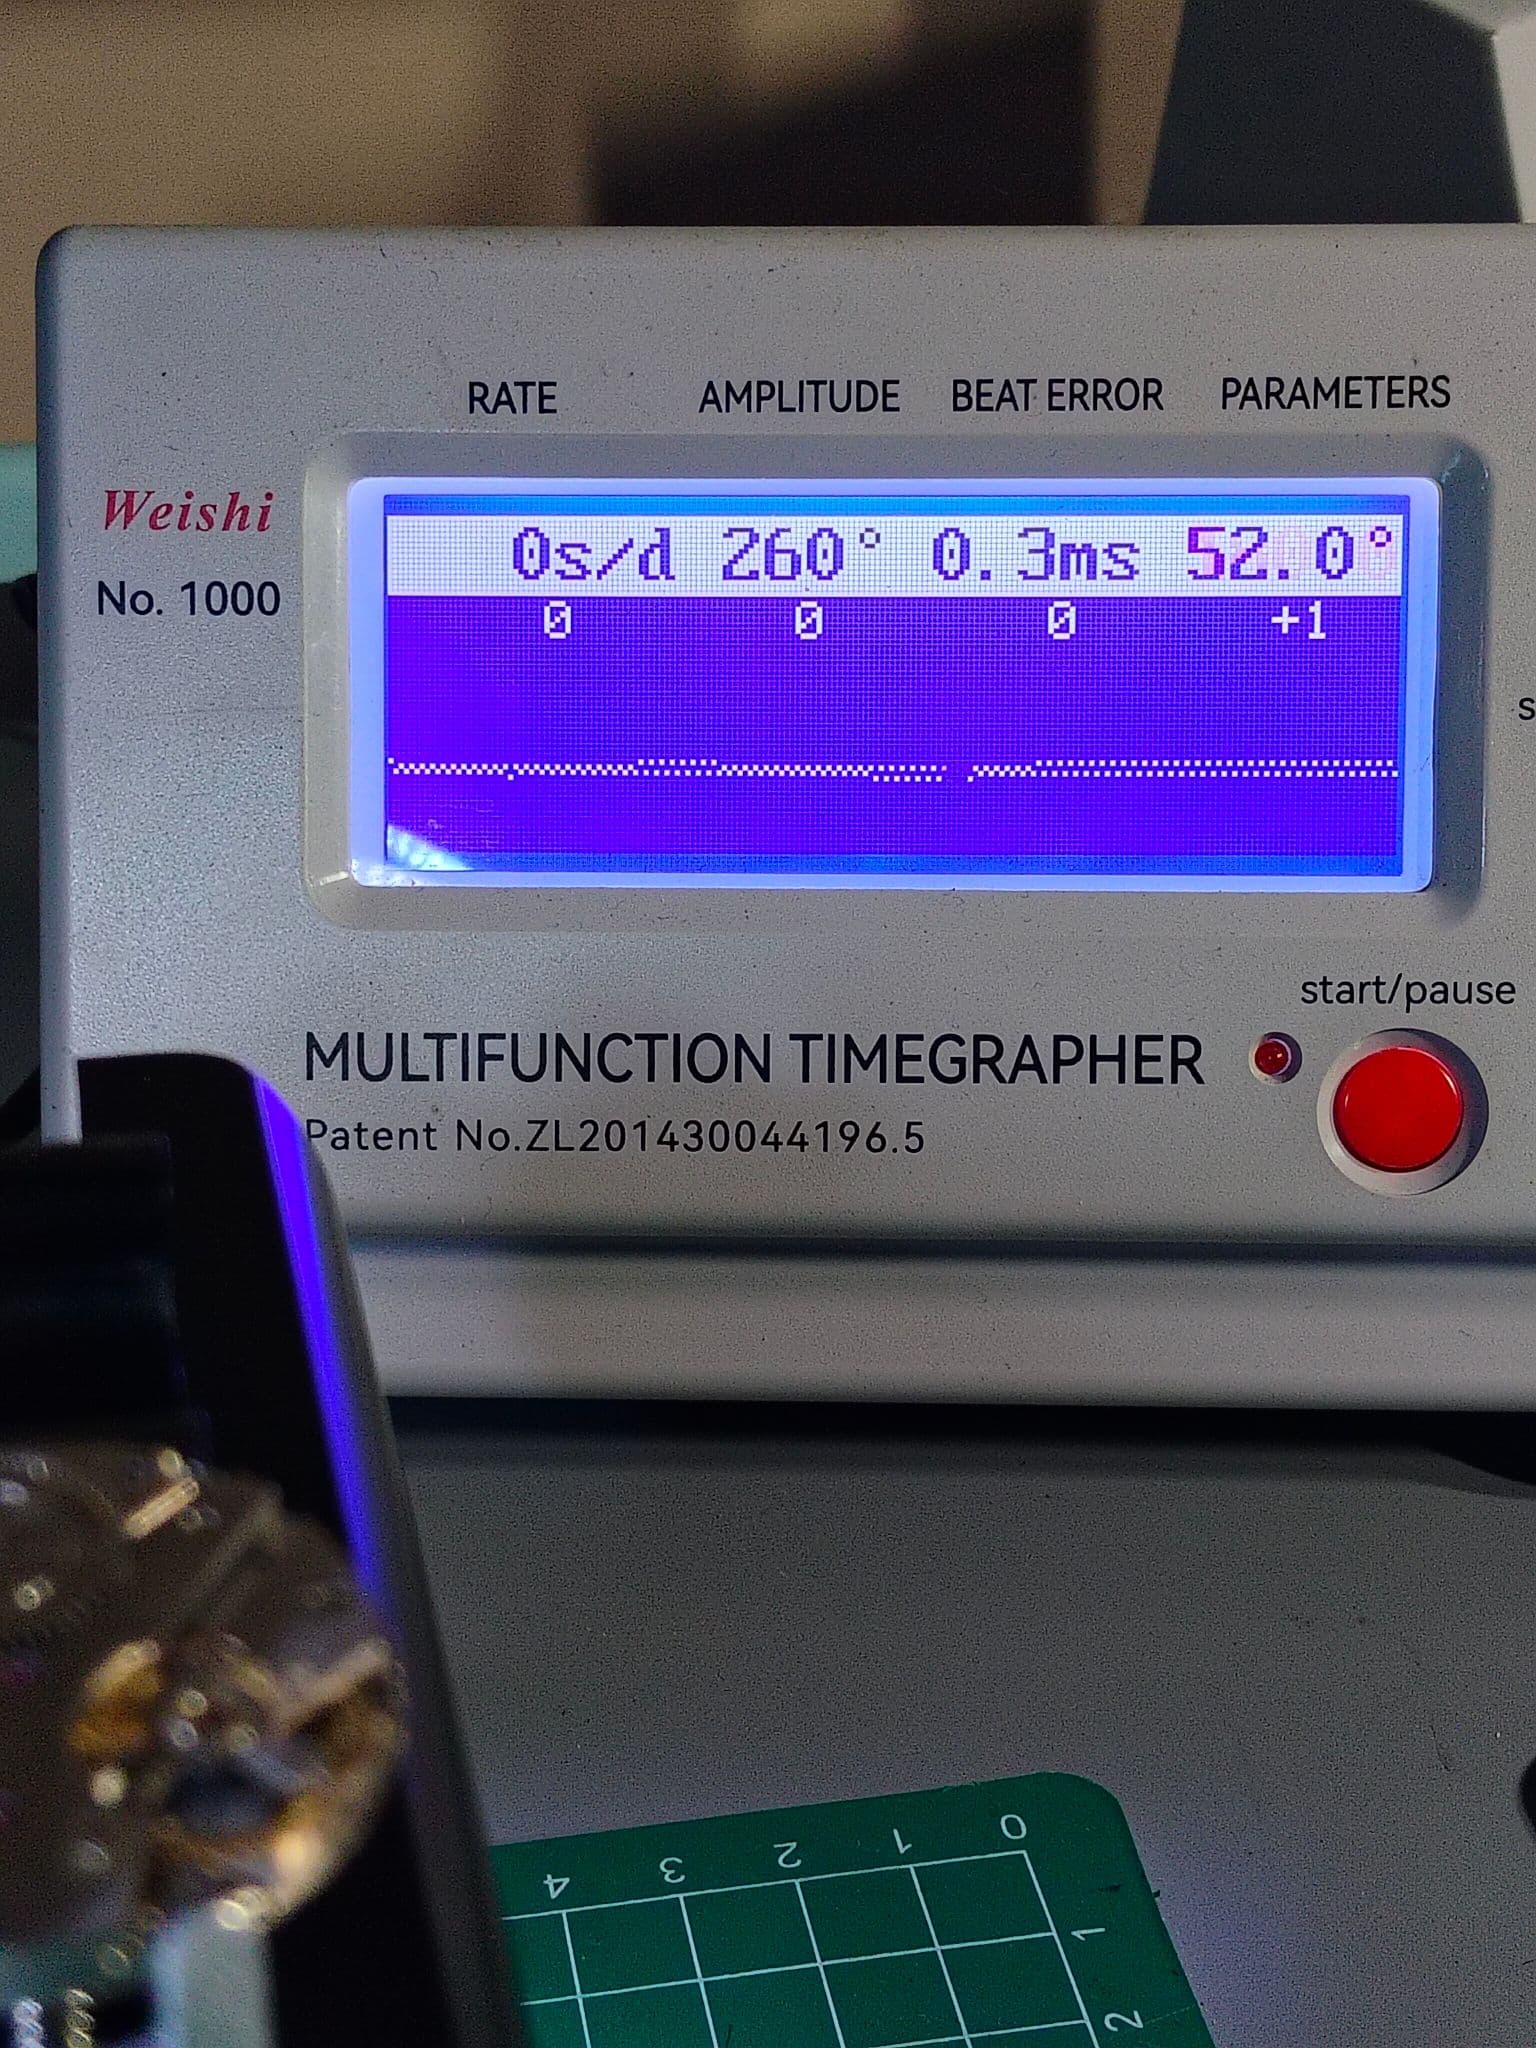 RATE AMPLITUDE BEAT ERROR PARAMETERS
Weishi
No. 1000
0s/d 260° 0.3ms 52.0°
0 0 0 +1
s
start/pause
MULTIFUNCTION TIMEGRAPHER
Patent No.ZL201430044196.5
4 3 2 1 0
1
2